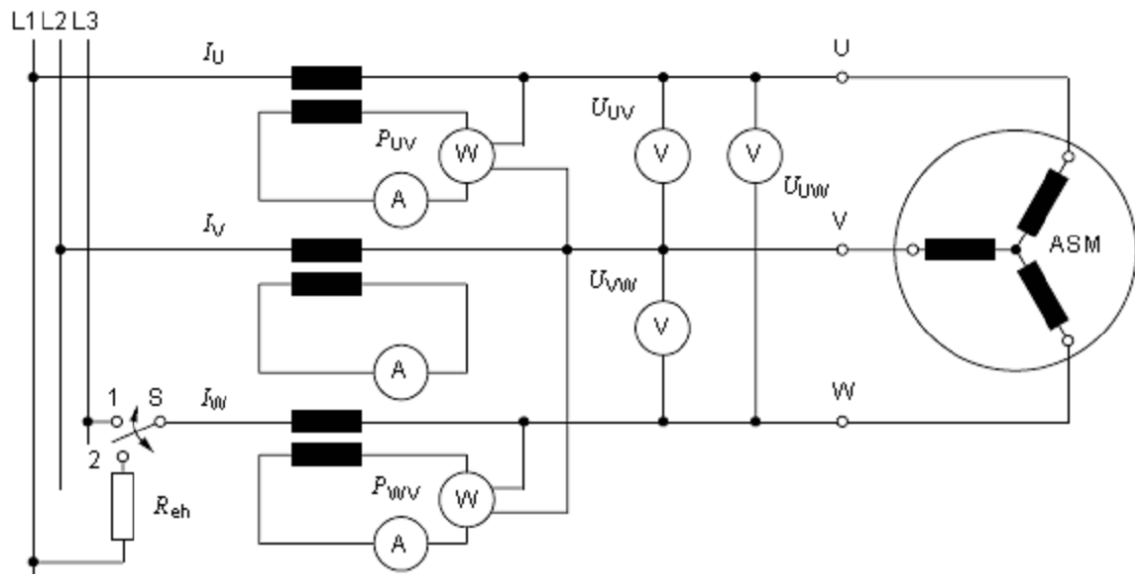 L1 L2 L3
I_U
U
P_UV
W
A
U_UV
V
V
U_UW
I_V
V
ASM
A
U_VW
V
1 S
I_W
W
2
R_eh
P_WV
W
A